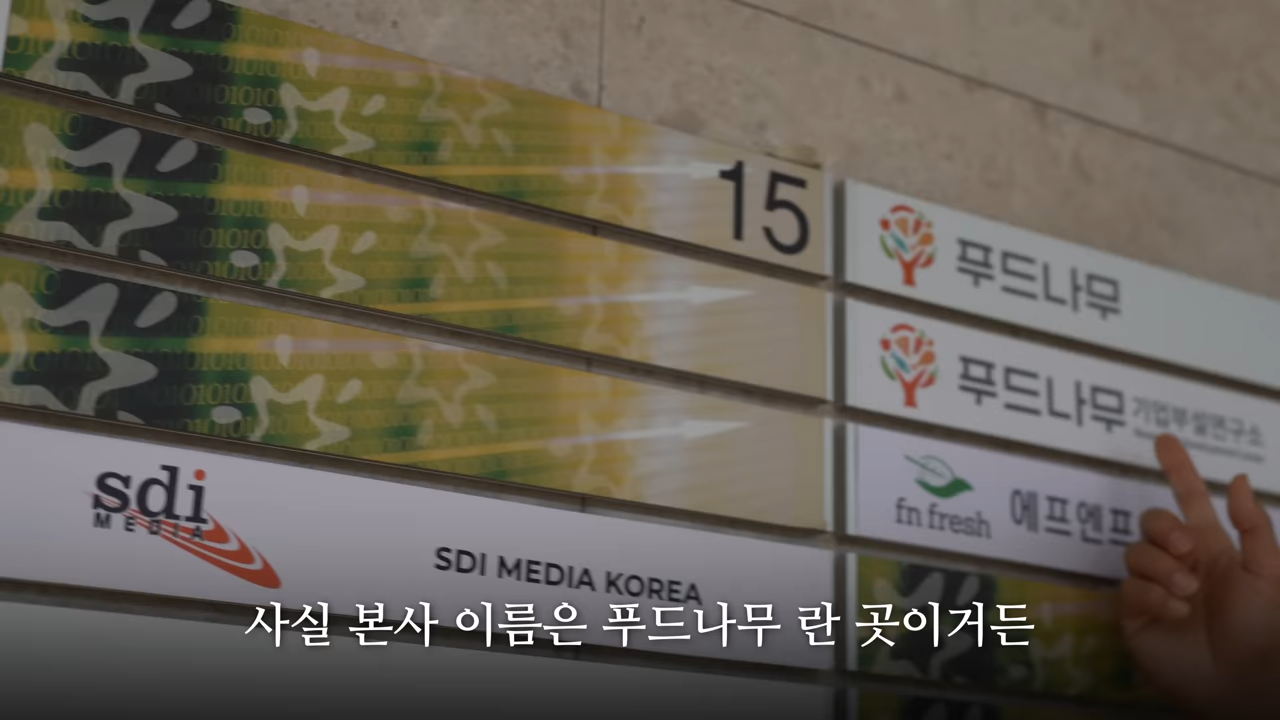 15
푸드나무
푸드나무 기업부설연구소
fn fresh 에프엔프
sdi
MEDIA
SDI MEDIA KOREA
사실 본사 이름은 푸드나무 란 곳이거든